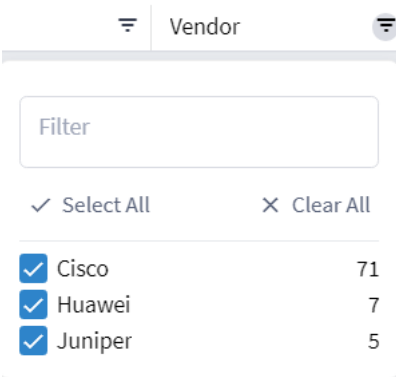 Vendor
Filter
Select All Clear All
Cisco 71
Huawei 7
Juniper 5